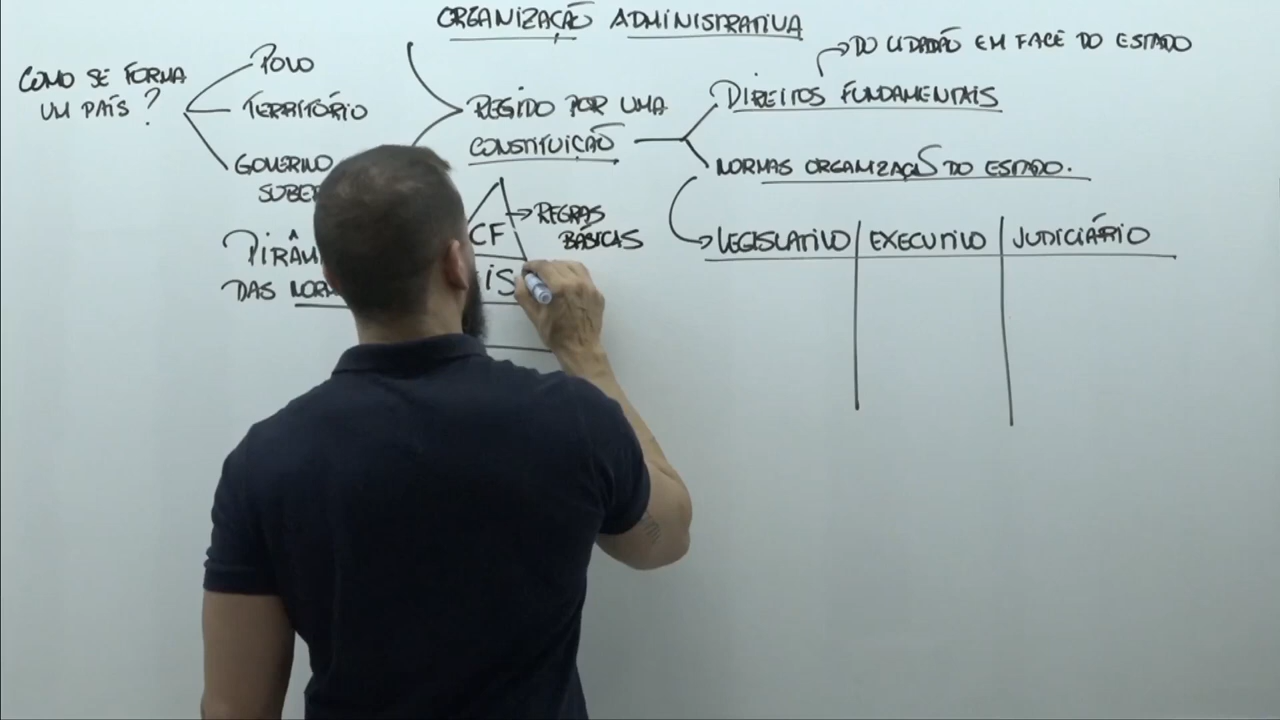 ORGANIZAÇÃO ADMINISTRATIVA
COMO SE FORMA
UM PAÍS?
POVO
TERRITÓRIO
GOVERNO
REGIDO POR UMA
CONSTITUIÇÃO
DIREITOS FUNDAMENTAIS
DO CIDADÃO EM FACE DO ESTADO
NORMAS ORGANIZAÇÃO DO ESTADO.
LEGISLATIVO EXECUTIVO JUDICIÁRIO
DAS
CF
REGRAS
BÁSICAS